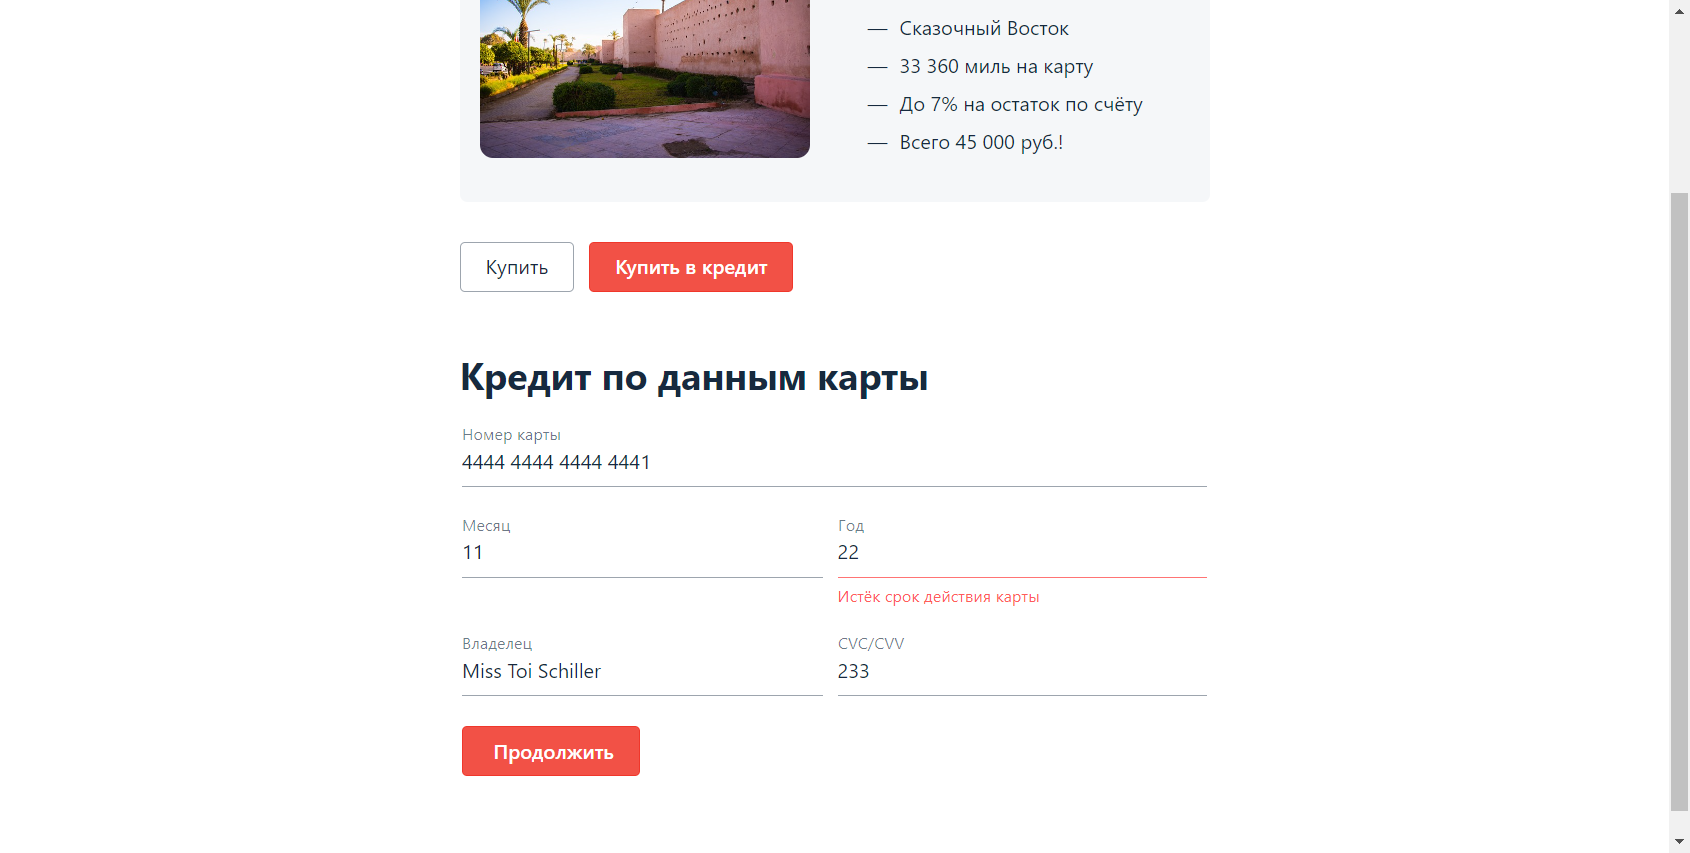 — Сказочный Восток
— 33 360 миль на карту
— До 7% на остаток по счёту
— Всего 45 000 руб.!
Купить
Купить в кредит
Кредит по данным карты
Номер карты
4444 4444 4444 4441
Месяц
11
Год
22
Истёк срок действия карты
Владелец
Miss Toi Schiller
CVC/CVV
233
Продолжить